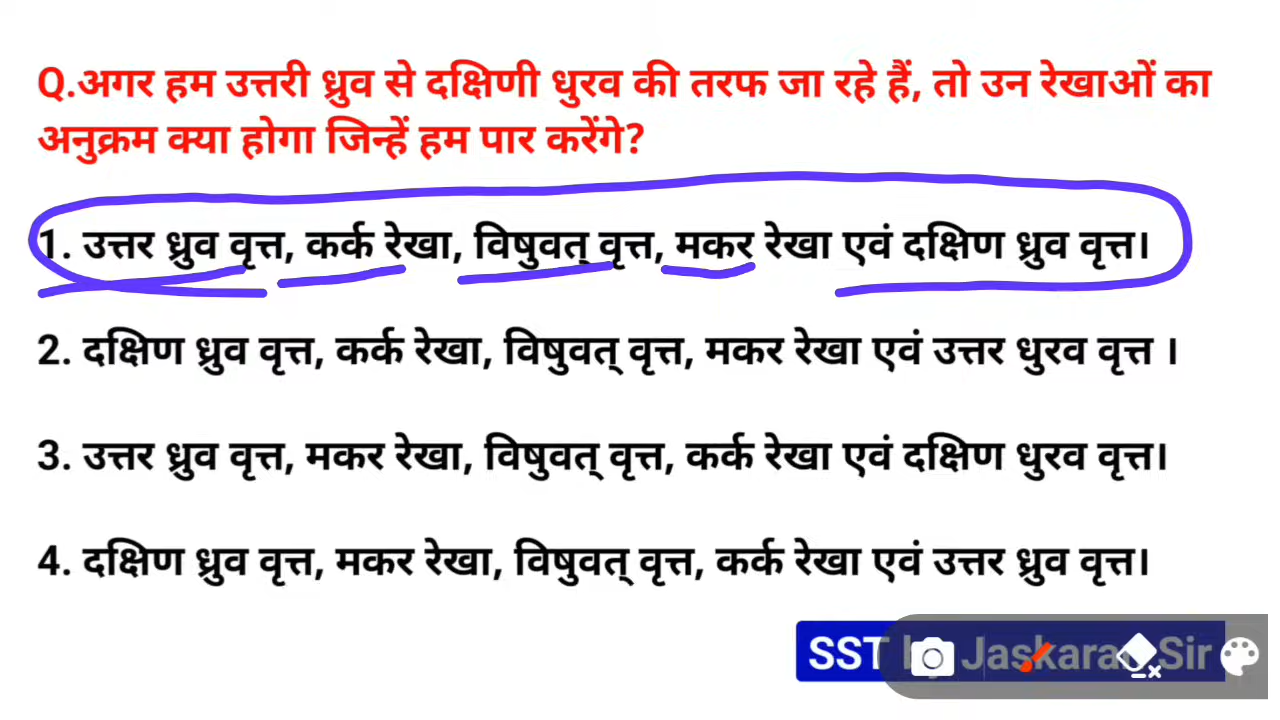 Q.अगर हम उत्तरी ध्रुव से दक्षिणी धुरव की तरफ जा रहे हैं, तो उन रेखाओं का
अनुक्रम क्या होगा जिन्हें हम पार करेंगे?
1. उत्तर ध्रुव वृत्त, कर्क रेखा, विषुवत् वृत्त, मकर रेखा एवं दक्षिण ध्रुव वृत्त।
2. दक्षिण ध्रुव वृत्त, कर्क रेखा, विषुवत् वृत्त, मकर रेखा एवं उत्तर धुरव वृत्त ।
3. उत्तर ध्रुव वृत्त, मकर रेखा, विषुवत् वृत्त, कर्क रेखा एवं दक्षिण धुरव वृत्त।
4. दक्षिण ध्रुव वृत्त, मकर रेखा, विषुवत् वृत्त, कर्क रेखा एवं उत्तर ध्रुव वृत्त।
SST by Jaskaran Sir